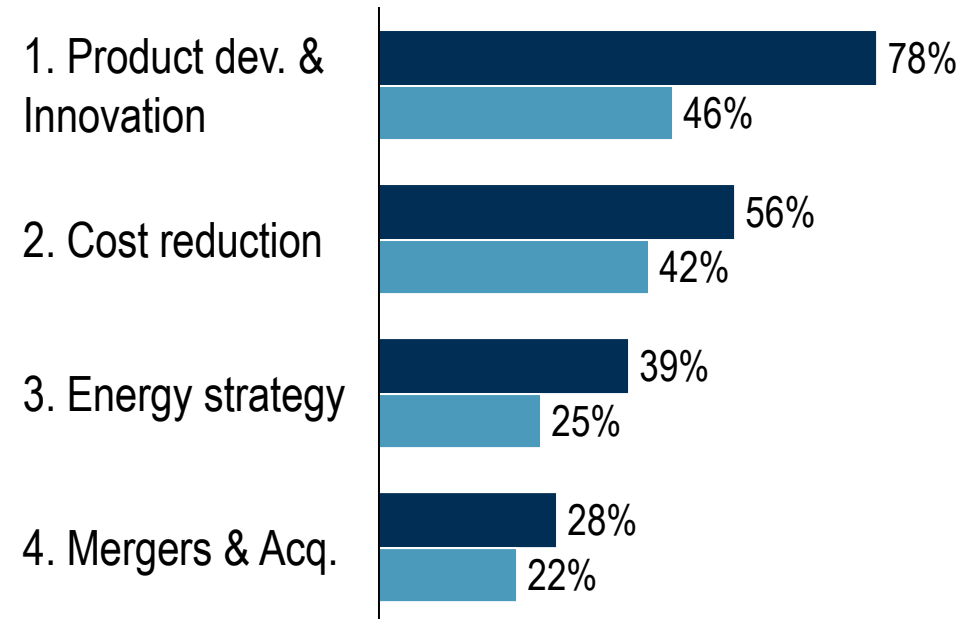 1. Product dev. &
Innovation
78%
46%
2. Cost reduction
56%
42%
3. Energy strategy
39%
25%
4. Mergers & Acq.
28%
22%